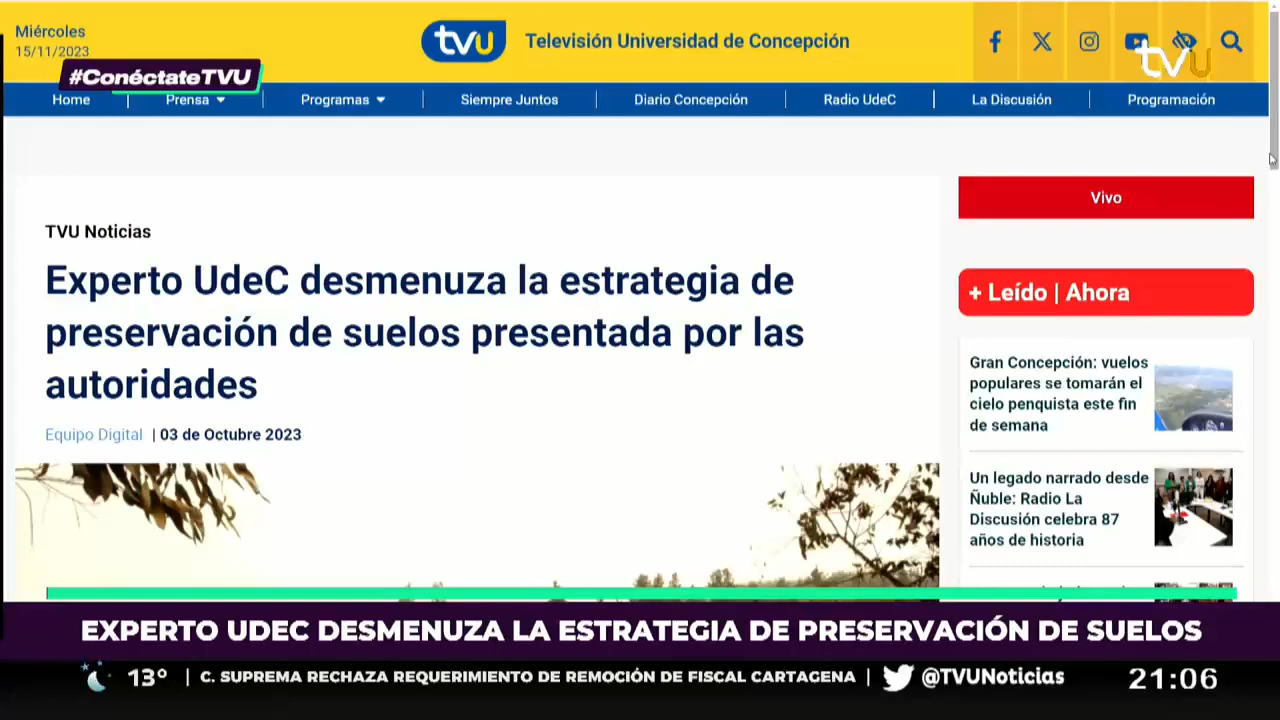 Miércoles
15/11/2023
#ConéctateTVU
tvU
Televisión Universidad de Concepción
tvU
Home
Prensa
Programas
Siempre Juntos
Diario Concepción
Radio UdeC
La Discusión
Programación
TVU Noticias
Experto UdeC desmenuza la estrategia de
preservación de suelos presentada por las
autoridades
Equipo Digital | 03 de Octubre 2023
Vivo
+ Leído | Ahora
Gran Concepción: vuelos
populares se tomarán el
cielo penquista este fin
de semana
Un legado narrado desde
Ñuble: Radio La
Discusión celebra 87
años de historia
EXPERTO UDEC DESMENUZA LA ESTRATEGIA DE PRESERVACIÓN DE SUELOS
13° | C. SUPREMA RECHAZA REQUERIMIENTO DE REMOCIÓN DE FISCAL CARTAGENA | @TVUNoticias 21:06